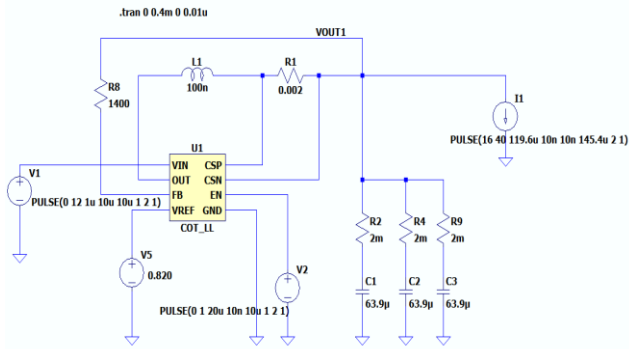 .tran 0 0.4m 0 0.01u
VOUT1
L1
100n
R1
0.002
R8
1400
I1
PULSE(16 40 119.6u 10n 10n 145.4u 2 1)
U1
VIN CSP
OUT CSN
FB EN
VREF GND
COT_LL
V1
PULSE(0 12 1u 10u 10u 1 2 1)
V5
0.820
V2
PULSE(0 1 20u 10n 10u 1 2 1)
R2
2m
R4
2m
R9
2m
C1
63.9µ
C2
63.9µ
C3
63.9µ